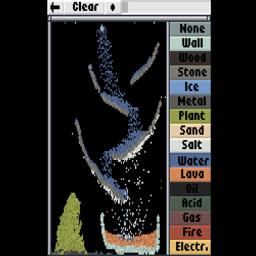 Clear
None
Wall
Wood
Stone
Ice
Metal
Plant
Sand
Salt
Water
Lava
Oil
Acid
Gas
Fire
Electr.